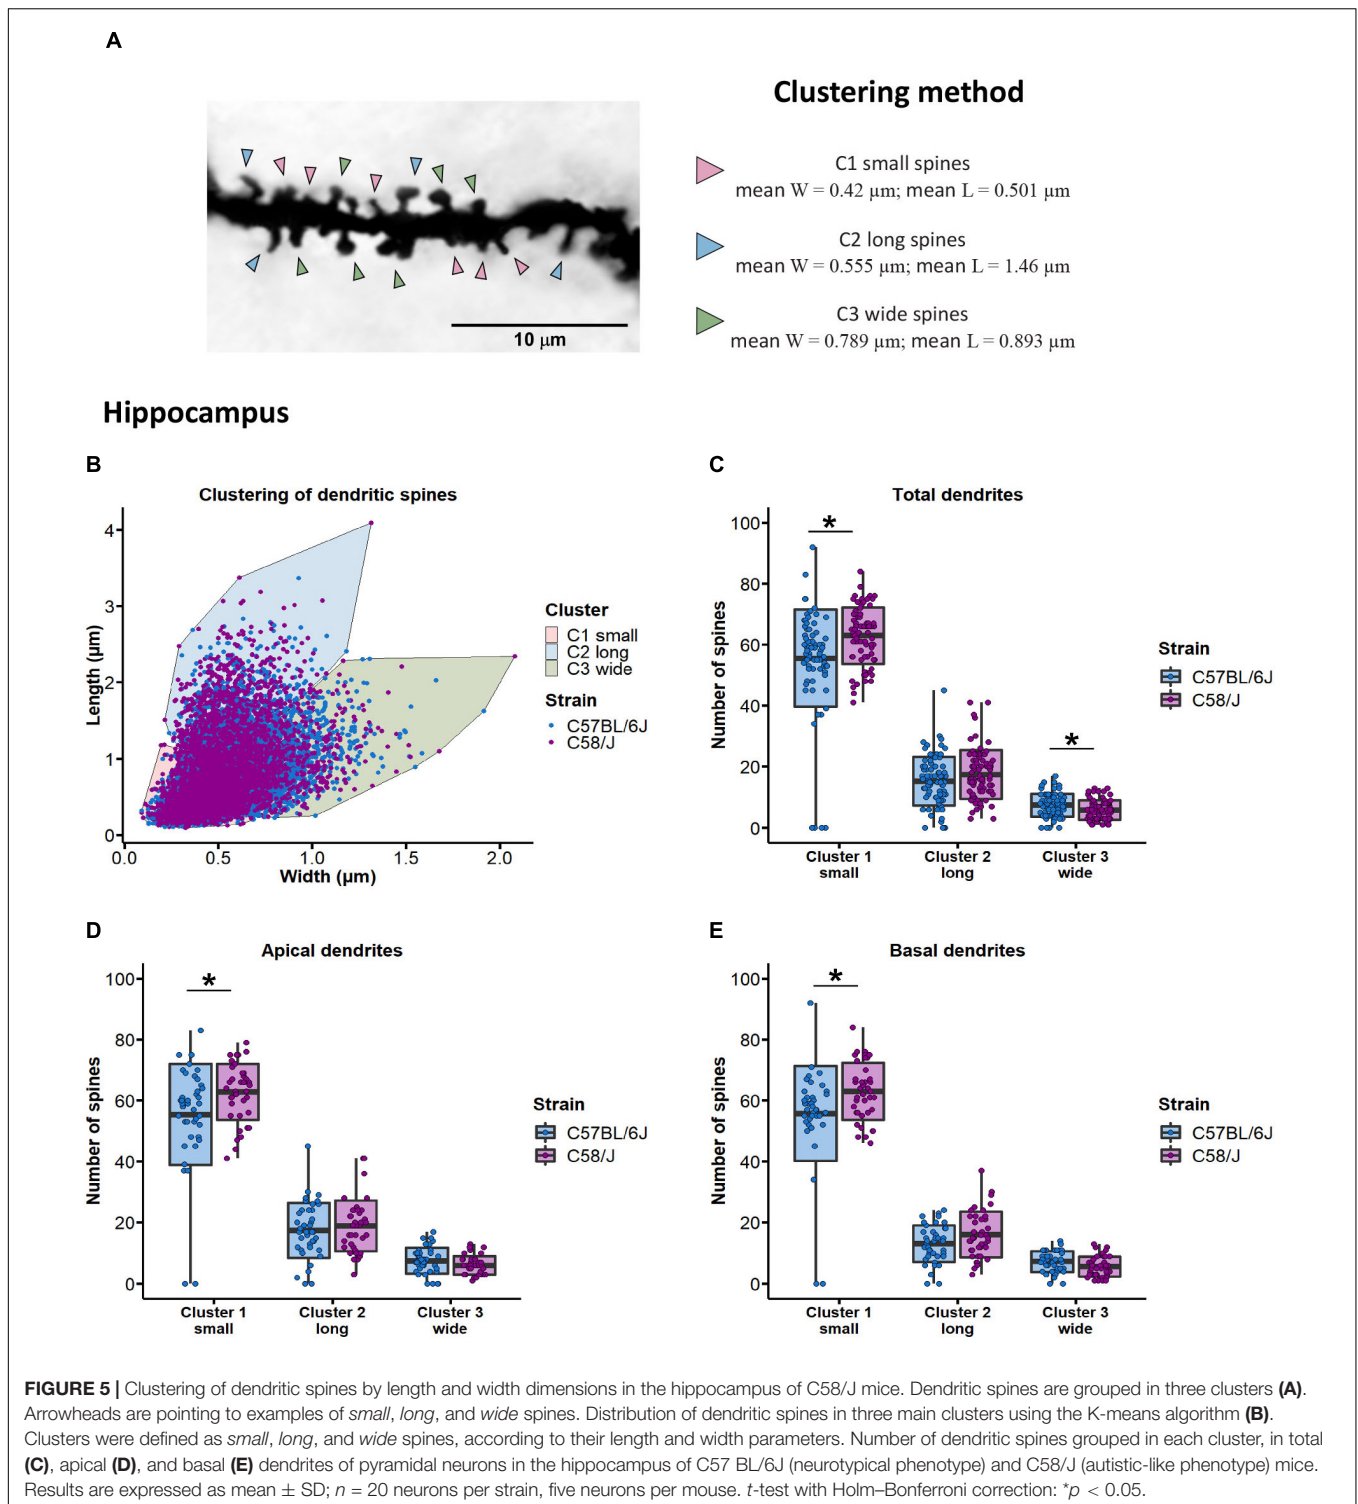 A
Clustering method
C1 small spines
mean W = 0.42 µm; mean L = 0.501 µm
C2 long spines
mean W = 0.555 µm; mean L = 1.46 µm
C3 wide spines
mean W = 0.789 µm; mean L = 0.893 µm
10 µm
Hippocampus
B
Clustering of dendritic spines
4
3
2
1
0
Length (µm)
0.0 0.5 1.0 1.5 2.0
Width (µm)
Cluster
C1 small
C2 long
C3 wide
Strain
C57BL/6J
C58/J
C
Total dendrites
100
80
60
40
20
0
Number of spines
*
*
Cluster 1 Cluster 2 Cluster 3
small long wide
Strain
C57BL/6J
C58/J
D
Apical dendrites
100
80
60
40
20
0
Number of spines
*
Cluster 1 Cluster 2 Cluster 3
small long wide
Strain
C57BL/6J
C58/J
E
Basal dendrites
100
80
60
40
20
0
Number of spines
*
Cluster 1 Cluster 2 Cluster 3
small long wide
Strain
C57BL/6J
C58/J
FIGURE 5 | Clustering of dendritic spines by length and width dimensions in the hippocampus of C58/J mice. Dendritic spines are grouped in three clusters (A).
Arrowheads are pointing to examples of small, long, and wide spines. Distribution of dendritic spines in three main clusters using the K-means algorithm (B).
Clusters were defined as small, long, and wide spines, according to their length and width parameters. Number of dendritic spines grouped in each cluster, in total
(C), apical (D), and basal (E) dendrites of pyramidal neurons in the hippocampus of C57 BL/6J (neurotypical phenotype) and C58/J (autistic-like phenotype) mice.
Results are expressed as mean ± SD; n = 20 neurons per strain, five neurons per mouse. t-test with Holm–Bonferroni correction: *p < 0.05.